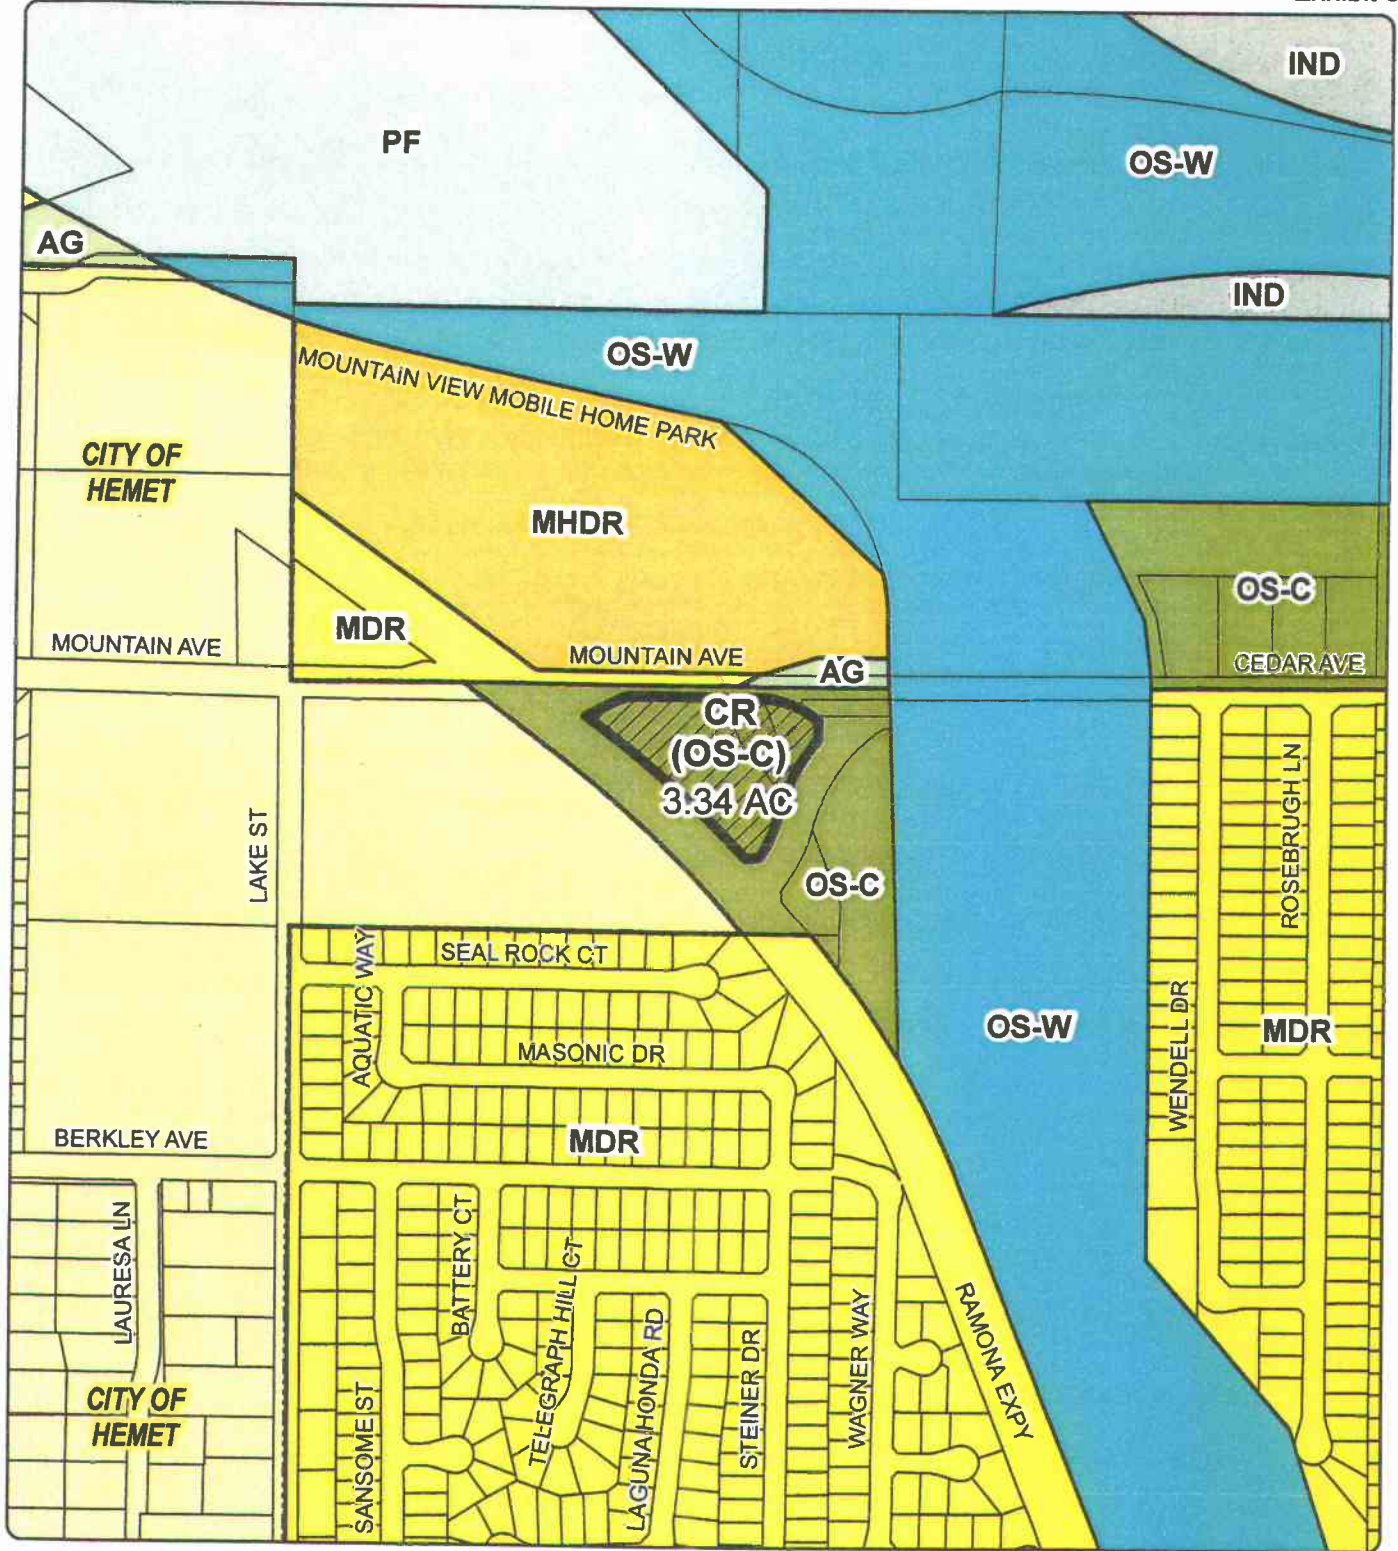 IND
PF
OS-W
AG
IND
OS-W
MOUNTAIN VIEW MOBILE HOME PARK
CITY OF
HEMET
MHDR
OS-C
MDR
MOUNTAIN AVE
MOUNTAIN AVE
CEDAR AVE
AG
CR
(OS-C)
3.34 AC
ROSEBRUGH LN
LAKE ST
OS-C
SEAL ROCK CT
AQUATIC WAY
WENDELL DR
OS-W
MDR
MASONIC DR
BERKLEY AVE
MDR
LAURESA LN
BATTERY CT
TELEGRAPH HILL CT
LAGUNA HONDA RD
STEINER DR
WAGNER WAY
RAMONA EXPY
CITY OF
HEMET
SANSOME ST